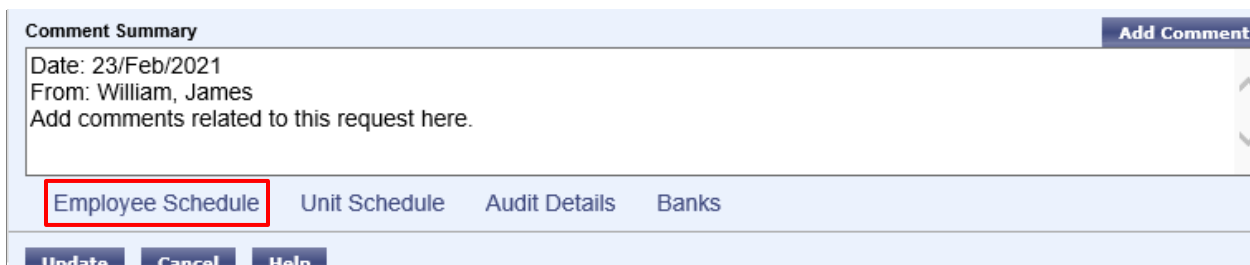 Comment Summary
Add Comment
Date: 23/Feb/2021
From: William, James
Add comments related to this request here.
Employee Schedule Unit Schedule Audit Details Banks
Update Cancel Help